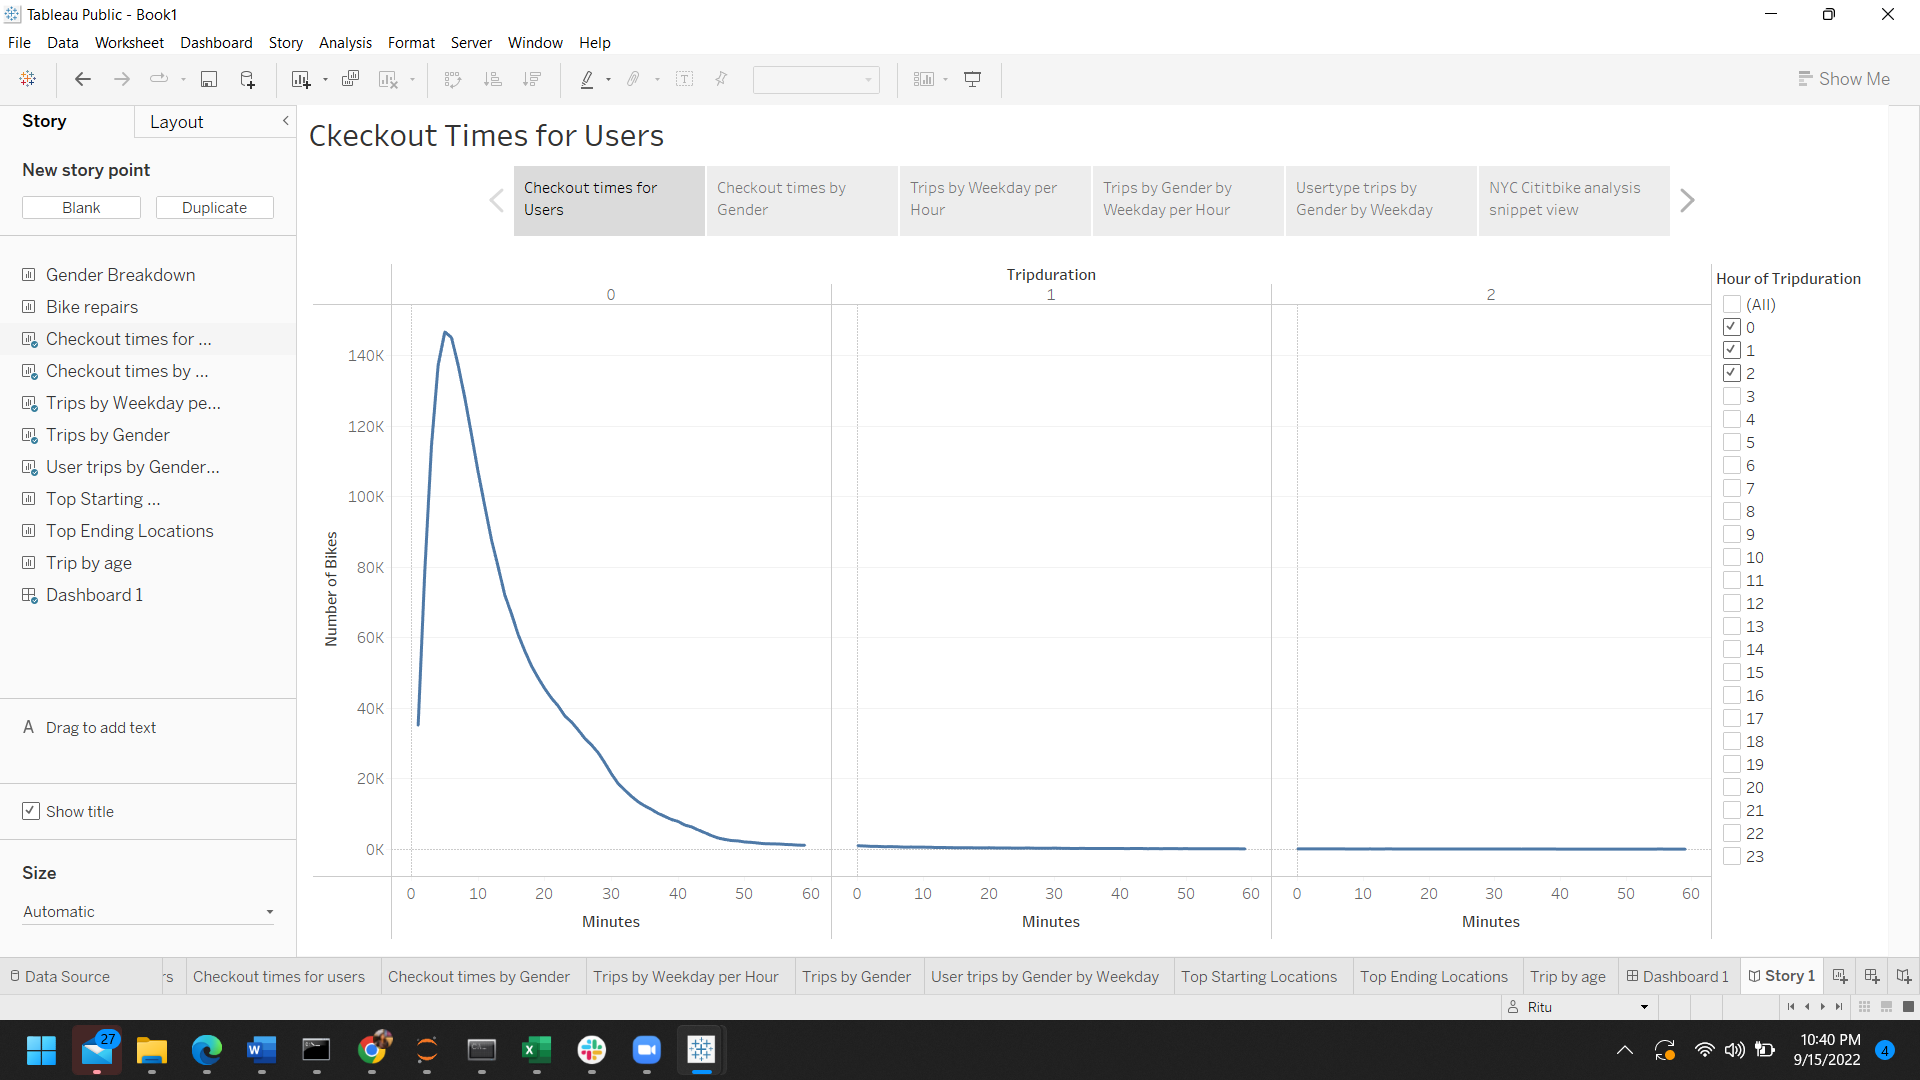 Tableau Public - Book1
File Data Worksheet Dashboard Story Analysis Format Server Window Help
Show Me
Story Layout
New story point
Blank Duplicate
Gender Breakdown
Bike repairs
Checkout times for ...
Checkout times by ...
Trips by Weekday pe...
Trips by Gender
User trips by Gender...
Top Starting ...
Top Ending Locations
Trip by age
Dashboard 1
A Drag to add text
Show title
Size
Automatic
Ckeckout Times for Users
Checkout times for
Users
Checkout times by
Gender
Trips by Weekday per
Hour
Trips by Gender by
Weekday per Hour
Usertype trips by
Gender by Weekday
NYC Cititbike analysis
snippet view
Tripduration
0 1 2
140K
120K
100K
80K
60K
40K
20K
0K
Number of Bikes
0 10 20 30 40 50 60 0 10 20 30 40 50 60 0 10 20 30 40 50 60
Minutes Minutes Minutes
Hour of Tripduration
(All)
0
1
2
3
4
5
6
7
8
9
10
11
12
13
14
15
16
17
18
19
20
21
22
23
Data Source rs Checkout times for users Checkout times by Gender Trips by Weekday per Hour Trips by Gender User trips by Gender by Weekday Top Starting Locations Top Ending Locations Trip by age Dashboard 1 Story 1
Ritu
27
10:40 PM
9/15/2022
4